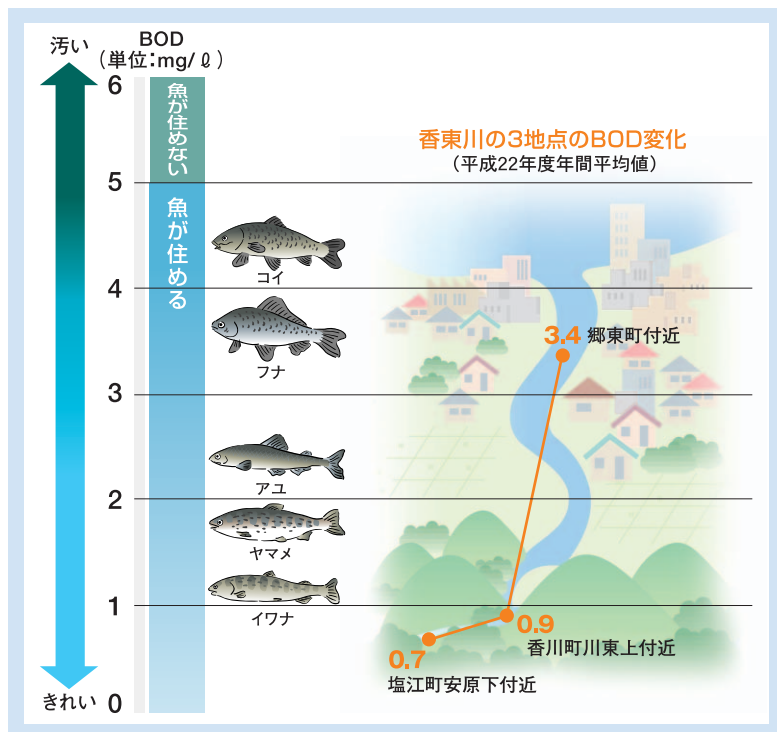 汚い
BOD
（単位：mg/ℓ）
6
魚が住めない
香東川の3地点のBOD変化
（平成22年度年間平均値）
5
魚が住める
コイ
4
3.4 郷東町付近
フナ
3
アユ
2
ヤマメ
1
イワナ
0.9
香川町川東上付近
0.7
塩江町安原下付近
きれい
0